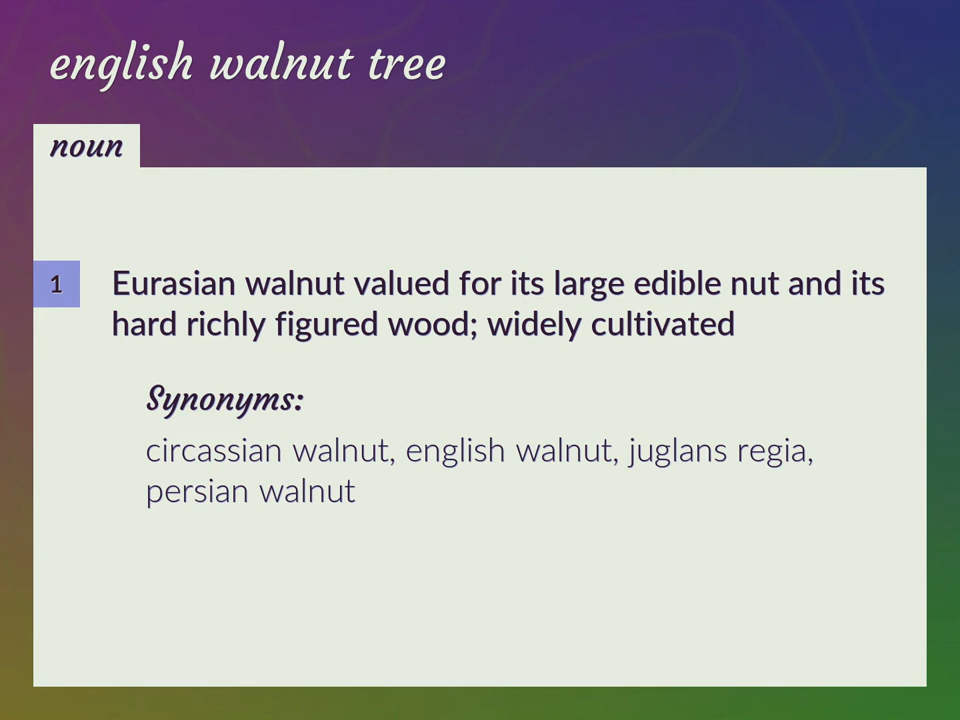 english walnut tree
noun
1
Eurasian walnut valued for its large edible nut and its
hard richly figured wood; widely cultivated
Synonyms:
circassian walnut, english walnut, juglans regia,
persian walnut